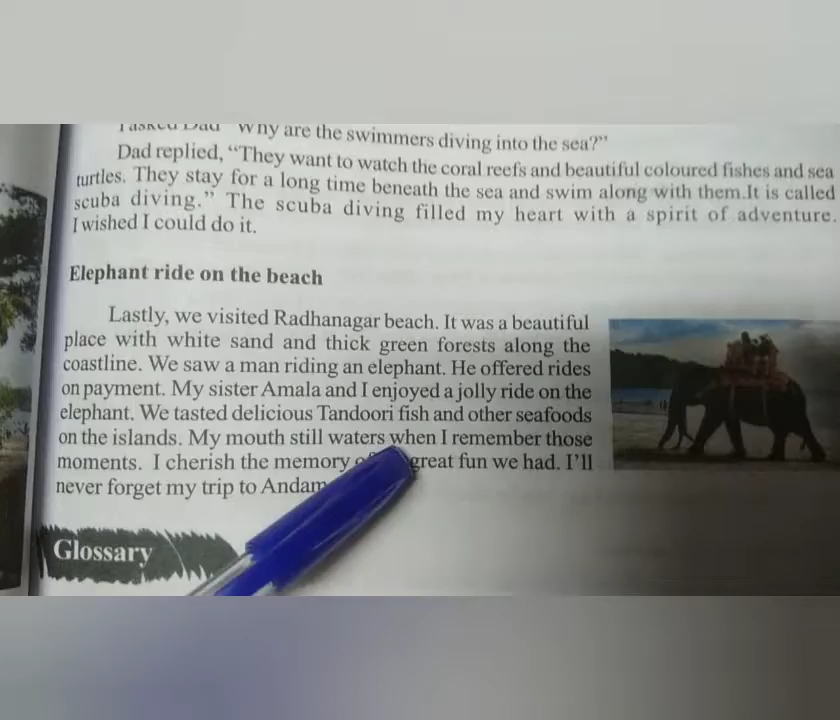 I asked Dad "Why are the swimmers diving into the sea?"
Dad replied, "They want to watch the coral reefs and beautiful coloured fishes and sea
turtles. They stay for a long time beneath the sea and swim along with them.It is called
scuba diving." The scuba diving filled my heart with a spirit of adventure.
I wished I could do it.
Elephant ride on the beach
Lastly, we visited Radhanagar beach. It was a beautiful
place with white sand and thick green forests along the
coastline. We saw a man riding an elephant. He offered rides
on payment. My sister Amala and I enjoyed a jolly ride on the
elephant. We tasted delicious Tandoori fish and other seafoods
on the islands. My mouth still waters when I remember those
moments. I cherish the memory great fun we had. I'll
never forget my trip to Andam
Glossary